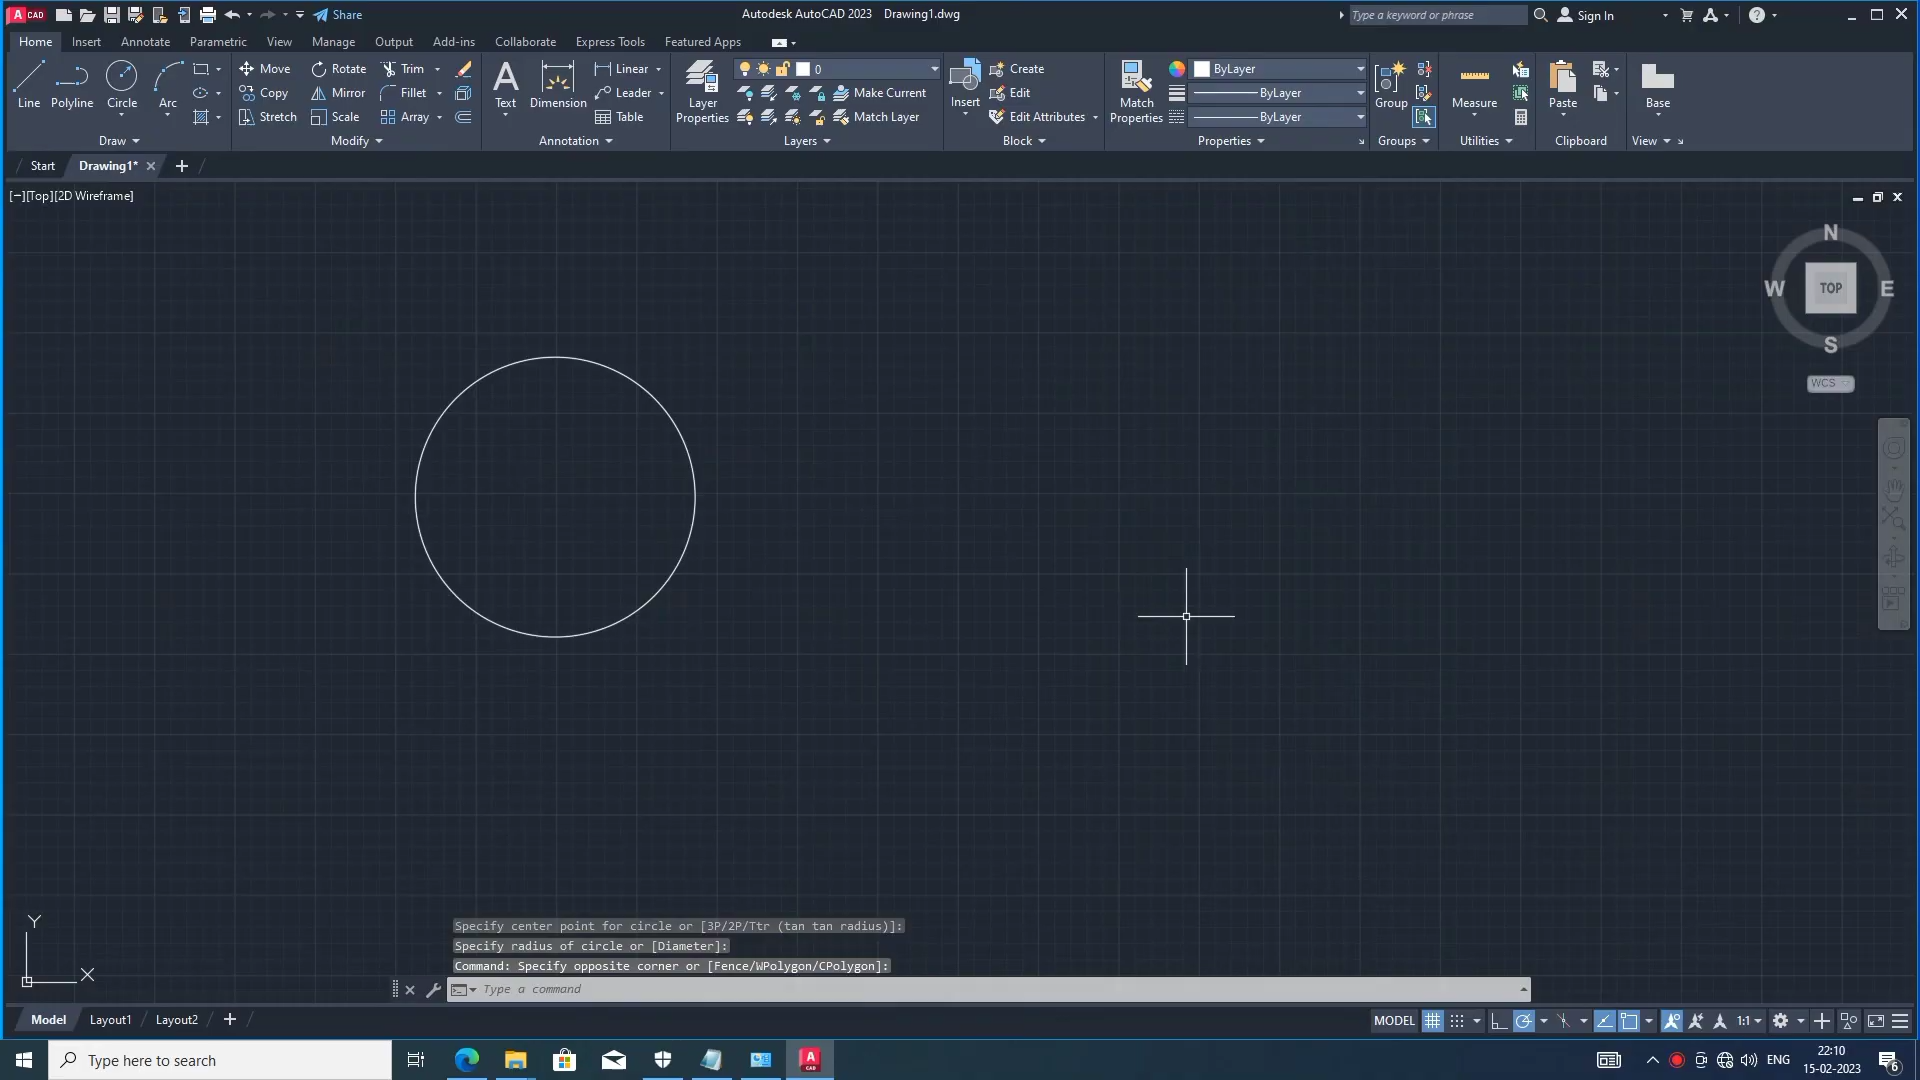 A CAD Share Autodesk AutoCAD 2023 Drawing1.dwg Type a keyword or phrase Sign In
Home Insert Annotate Parametric View Manage Output Add-ins Collaborate Express Tools Featured Apps
Line Polyline Circle Arc
Draw
Move Rotate Trim
Copy Mirror Fillet
Stretch Scale Array
Modify
Text Dimension
Linear
Leader
Table
Annotation
Layer Properties
0
Make Current
Match Layer
Layers
Insert
Create
Edit
Edit Attributes
Block
Match Properties
ByLayer
ByLayer
ByLayer
Properties
Group
Groups
Measure
Utilities
Paste
Clipboard
Base
View
Start Drawing1*
[−][Top][2D Wireframe]
N
W TOP E
S
WCS
Y
X
Specify center point for circle or [3P/2P/Ttr (tan tan radius)]:
Specify radius of circle or [Diameter]:
Command: Specify opposite corner or [Fence/WPolygon/CPolygon]:
Type a command
Model Layout1 Layout2 MODEL 1:1
Type here to search
A CAD
ENG
22:10
15-02-2023
6